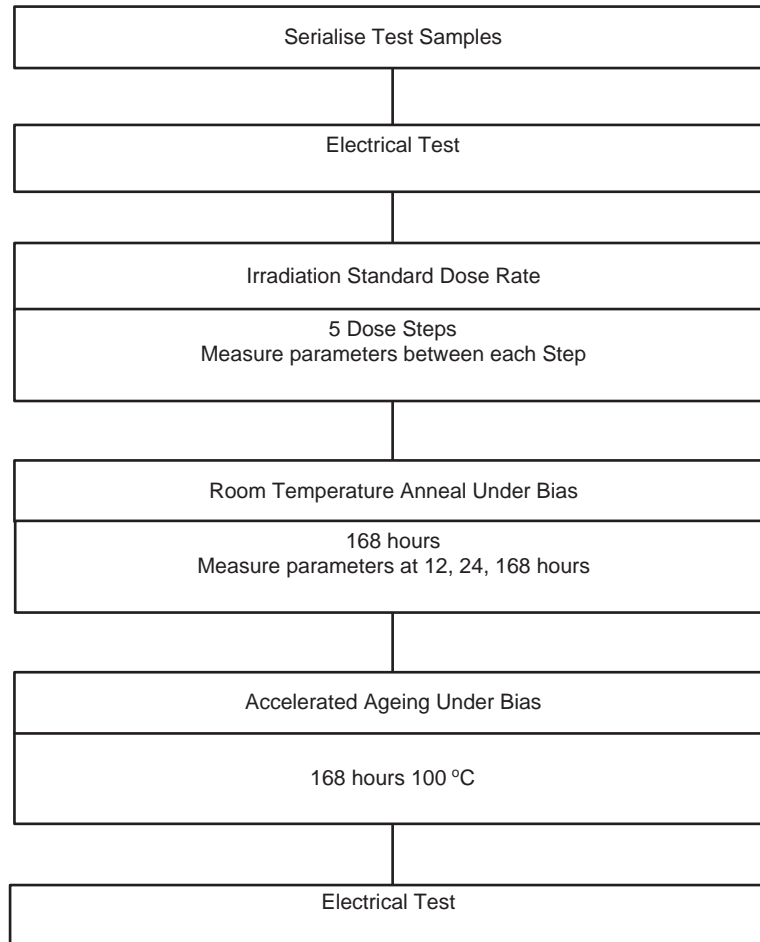 Serialise Test Samples
Electrical Test
Irradiation Standard Dose Rate
5 Dose Steps
Measure parameters between each Step
Room Temperature Anneal Under Bias
168 hours
Measure parameters at 12, 24, 168 hours
Accelerated Ageing Under Bias
168 hours 100 ºC
Electrical Test